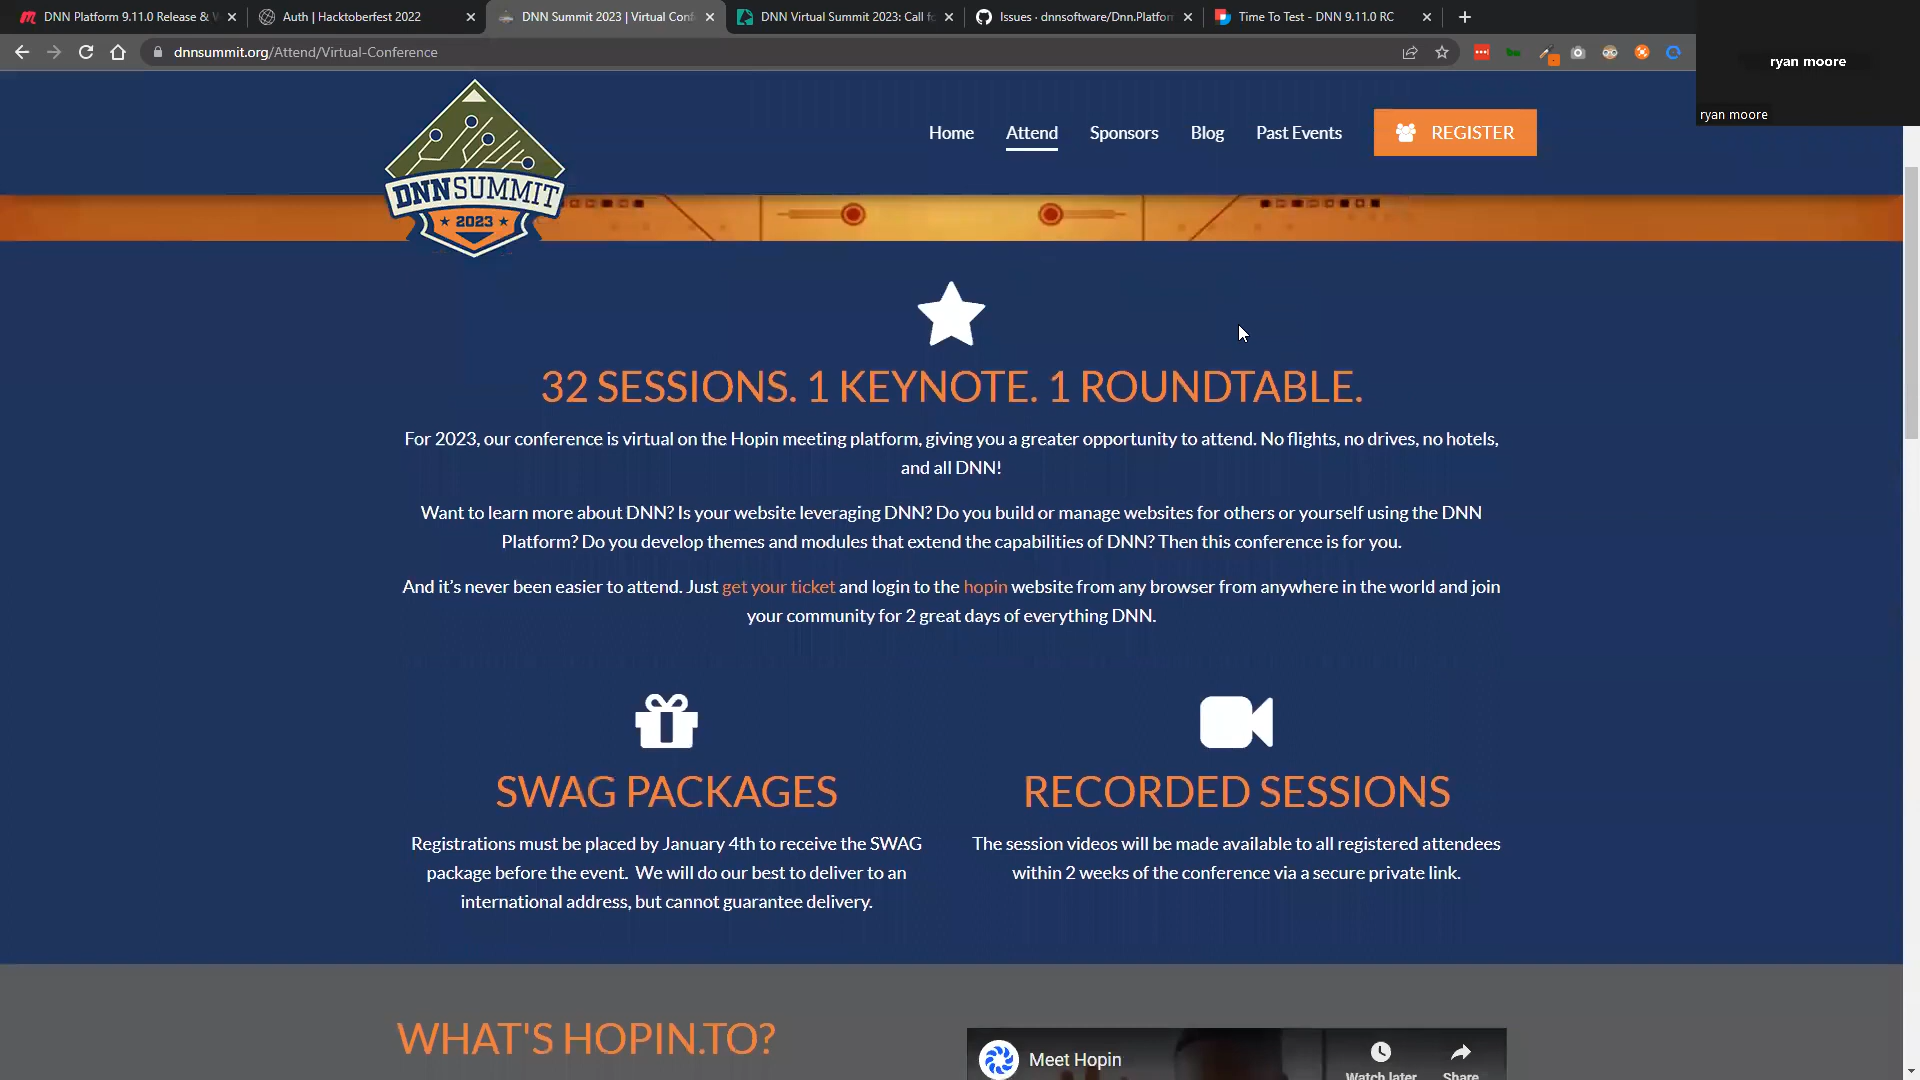 DNN Platform 9.11.0 Release &
Auth | Hacktoberfest 2022
DNN Summit 2023 | Virtual Conf
DNN Virtual Summit 2023: Call fo
Issues · dnnsoftware/Dnn.Platfor
Time To Test - DNN 9.11.0 RC
dnnsummit.org/Attend/Virtual-Conference
ryan moore
ryan moore
DNNSUMMIT
2023
Home
Attend
Sponsors
Blog
Past Events
REGISTER
32 SESSIONS. 1 KEYNOTE. 1 ROUNDTABLE.
For 2023, our conference is virtual on the Hopin meeting platform, giving you a greater opportunity to attend. No flights, no drives, no hotels,
and all DNN!
Want to learn more about DNN? Is your website leveraging DNN? Do you build or manage websites for others or yourself using the DNN
Platform? Do you develop themes and modules that extend the capabilities of DNN? Then this conference is for you.
And it’s never been easier to attend. Just get your ticket and login to the hopin website from any browser from anywhere in the world and join
your community for 2 great days of everything DNN.
SWAG PACKAGES
Registrations must be placed by January 4th to receive the SWAG
package before the event. We will do our best to deliver to an
international address, but cannot guarantee delivery.
RECORDED SESSIONS
The session videos will be made available to all registered attendees
within 2 weeks of the conference via a secure private link.
WHAT'S HOPIN.TO?
Meet Hopin
Watch later
Share